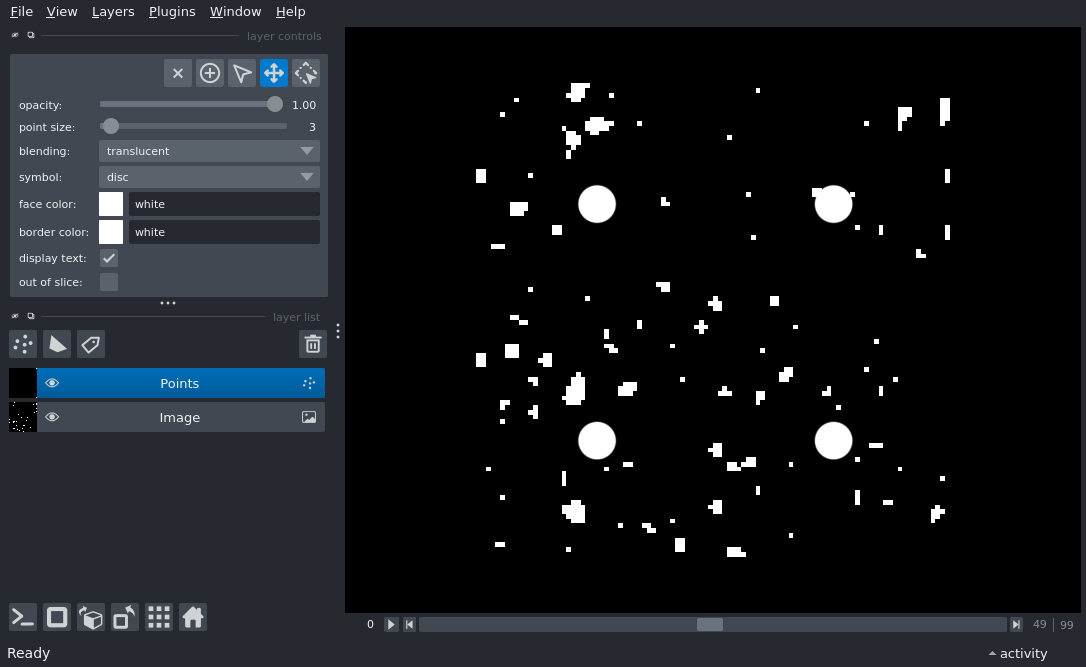 File View Layers Plugins Window Help
layer controls
opacity: 1.00
point size: 3
blending: translucent
symbol: disc
face color: white
border color: white
display text:
out of slice:
layer list
Points
Image
0 49 99
Ready activity